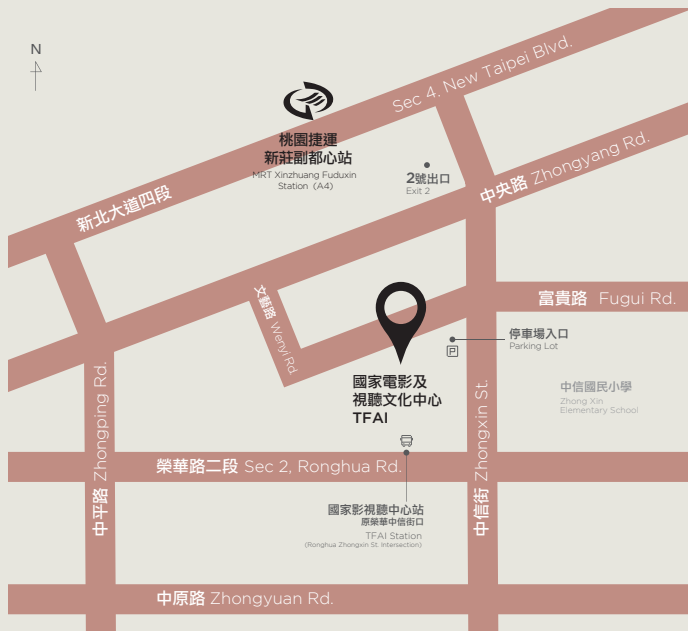 N
Sec 4, New Taipei Blvd.
桃園捷運
新莊副都心站
MRT Xinzhuang Fuduxin
Station (A4)
2號出口
Exit 2
中央路 Zhongyang Rd.
新北大道四段
文藝路 Wenyi Rd
富貴路 Fugui Rd.
停車場入口
Parking Lot
P
國家電影及
視聽文化中心
TFAI
中信國民小學
Zhong Xin
Elementary School
中平路 Zhongping Rd.
中信街 Zhongxin St.
榮華路二段 Sec 2, Ronghua Rd.
國家影視聽中心站
原榮華中信街口
TFAI Station
(Ronghua Zhongxin St. Intersection)
中原路 Zhongyuan Rd.